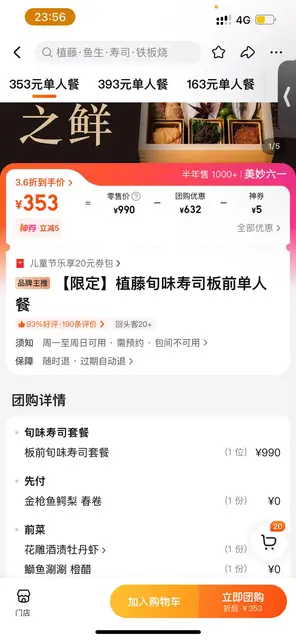 23:56
4G
植藤·鱼生·寿司·铁板烧
353元单人餐 393元单人餐 163元单人餐
之鲜
1/5
3.6折到手价 >
半年售 1000+ | 美妙六一
¥353 = 零售价 ¥990 - 团购优惠 ¥632 - 神券 ¥5
神券 立减5
全部优惠 >
儿童节乐享20元券包 >
品牌主推 【限定】植藤旬味寿司板前单人餐
93%好评·190条评价 > 回头客20+
须知 周一至周日可用 · 需预约 · 包间不可用 >
保障 随时退 · 过期自动退 >
团购详情
旬味寿司套餐
板前旬味寿司套餐 (1 位) ¥990
先付
金枪鱼鳄梨 春卷 (1 份) ¥0
前菜
花雕酒渍牡丹虾 > (1 份) ¥0
鰤鱼涮涮 橙醋 (1 份) ¥0
20
门店
加入购物车
立即团购
折后 ¥353